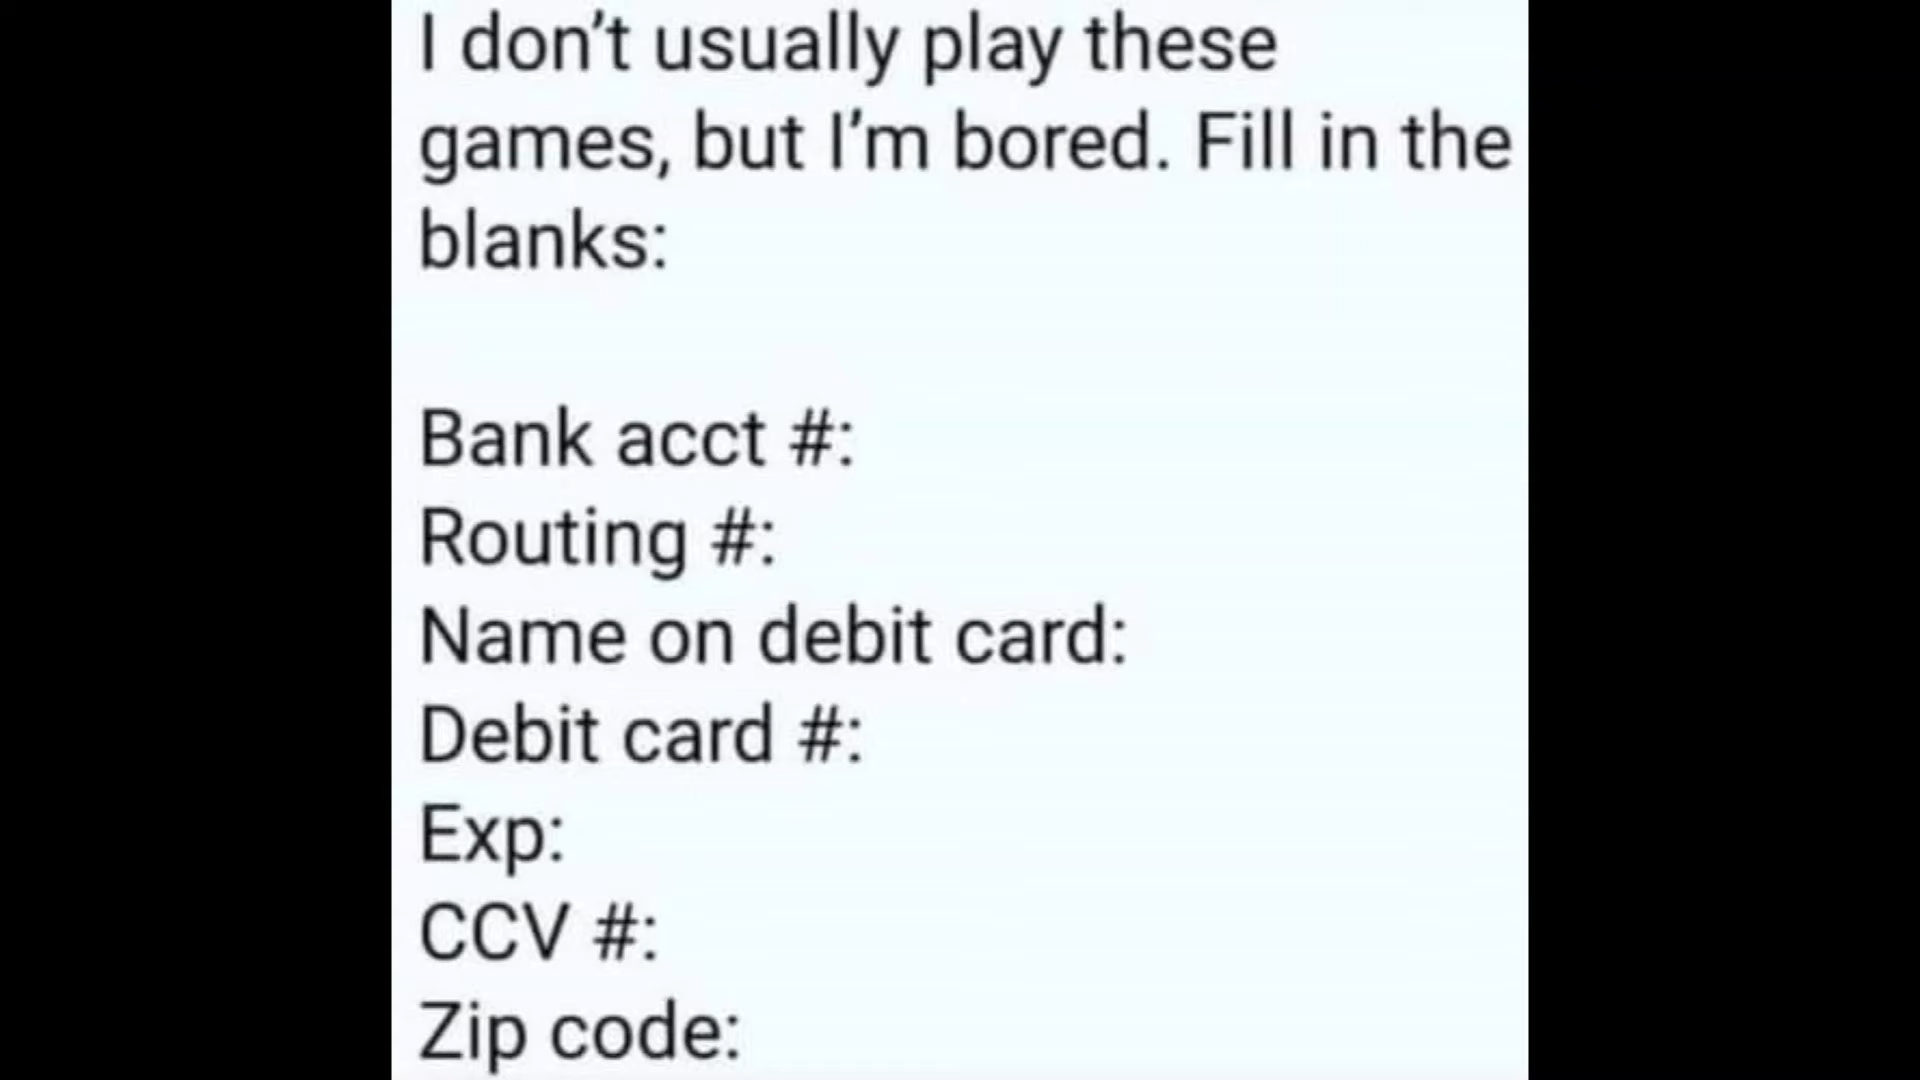 I don’t usually play these
games, but I’m bored. Fill in the
blanks:
Bank acct #:
Routing #:
Name on debit card:
Debit card #:
Exp:
CCV #:
Zip code: